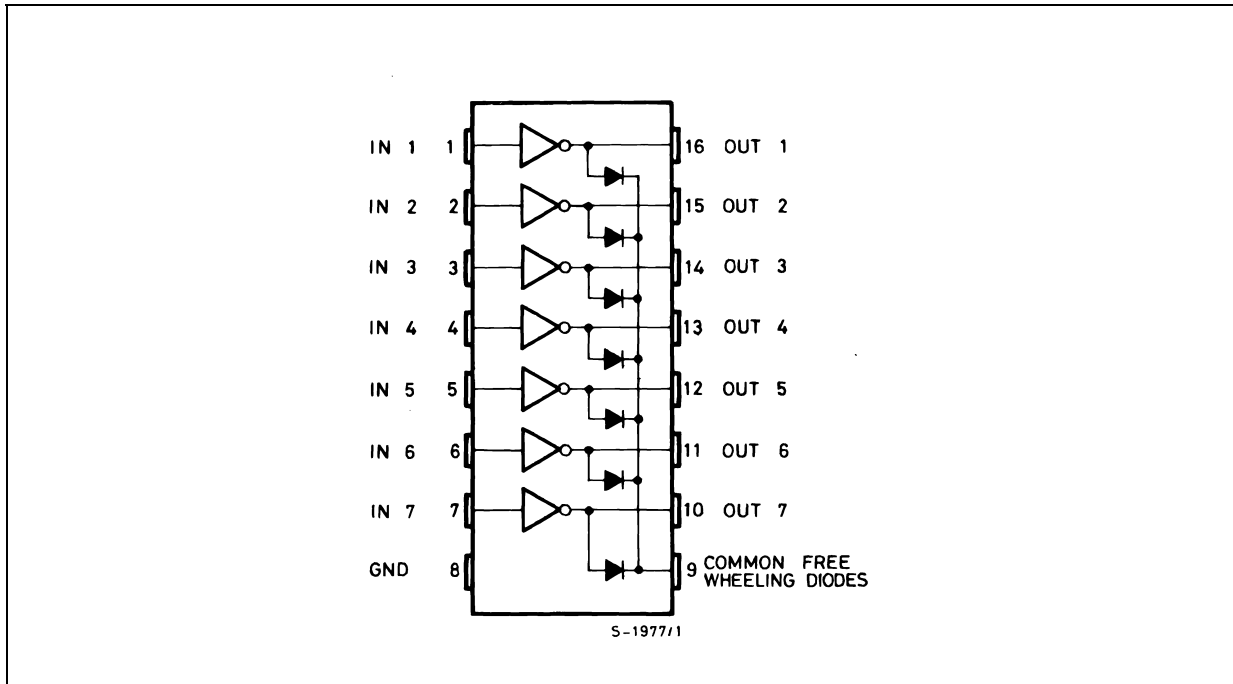 IN 1 1 16 OUT 1
IN 2 2 15 OUT 2
IN 3 3 14 OUT 3
IN 4 4 13 OUT 4
IN 5 5 12 OUT 5
IN 6 6 11 OUT 6
IN 7 7 10 OUT 7
GND 8 9 COMMON FREE
WHEELING DIODES
S-1977/1